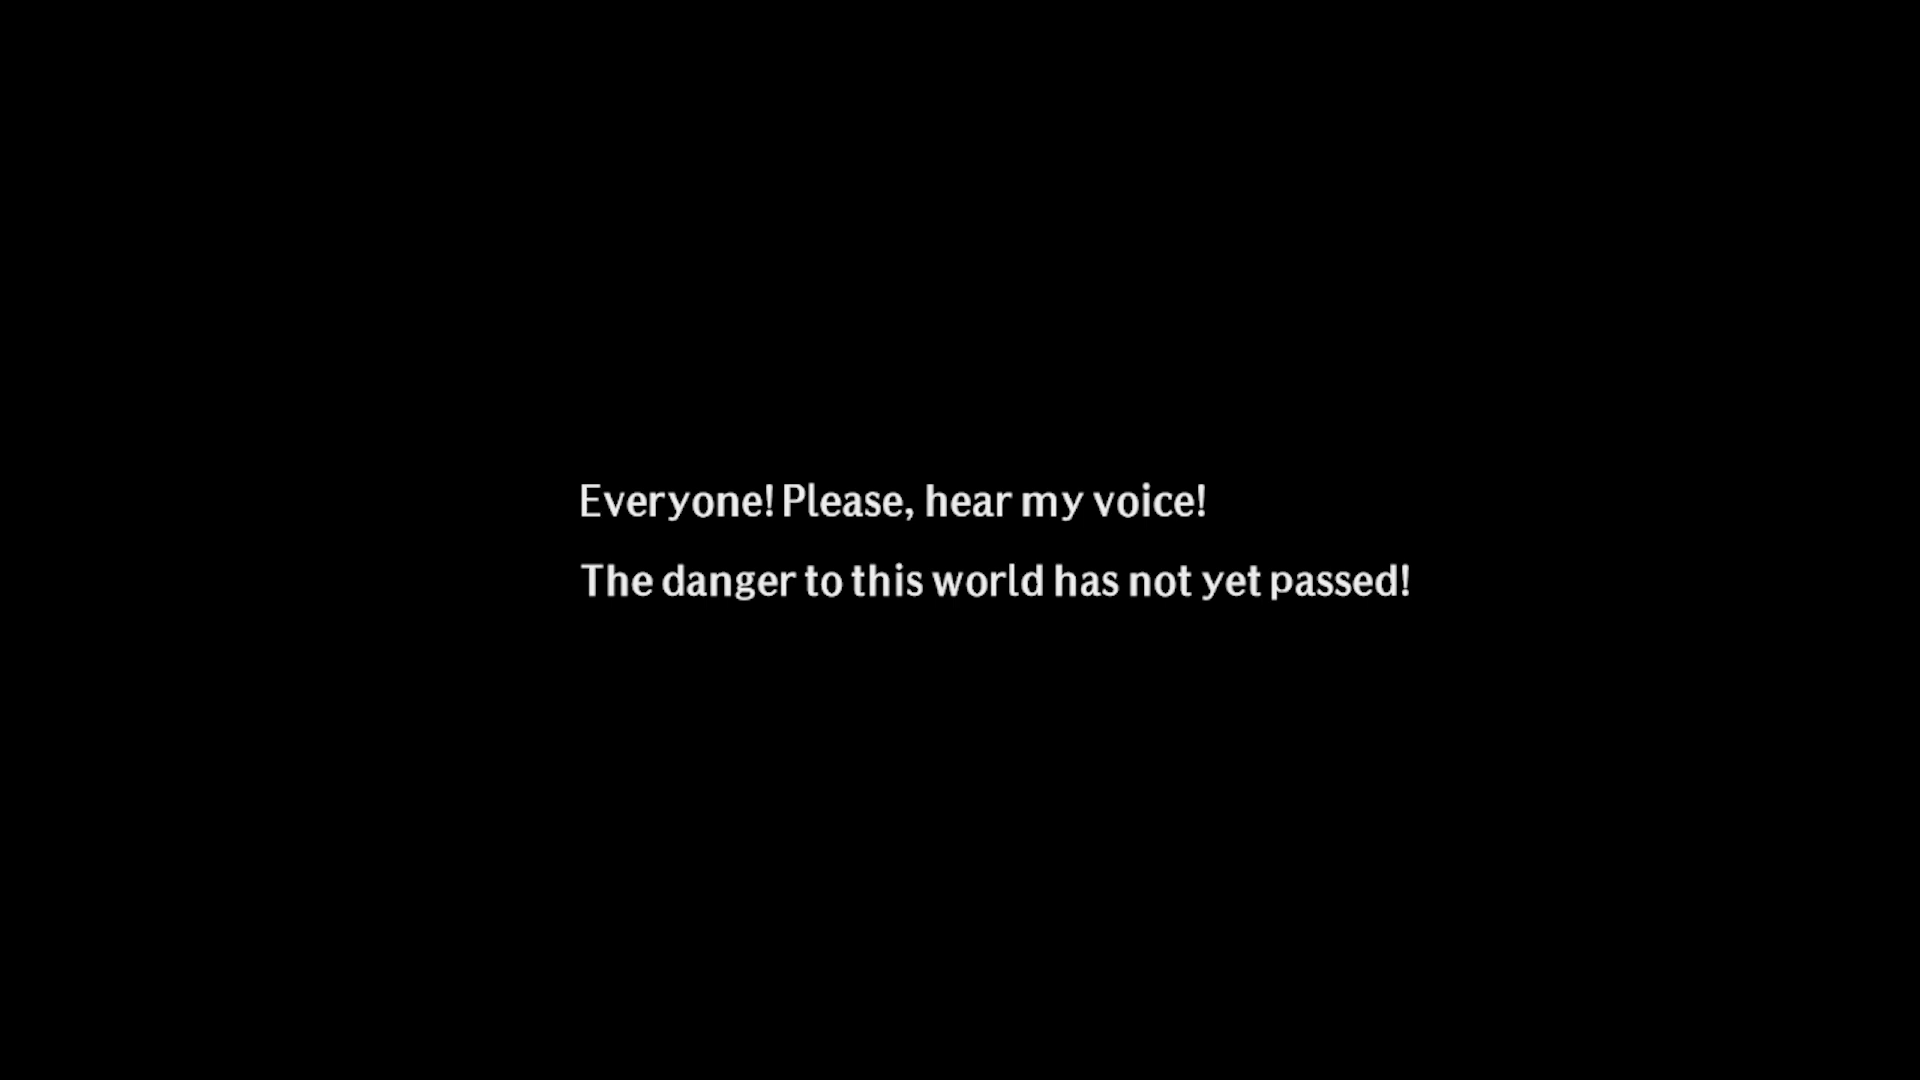 Everyone! Please, hear my voice!
The danger to this world has not yet passed!